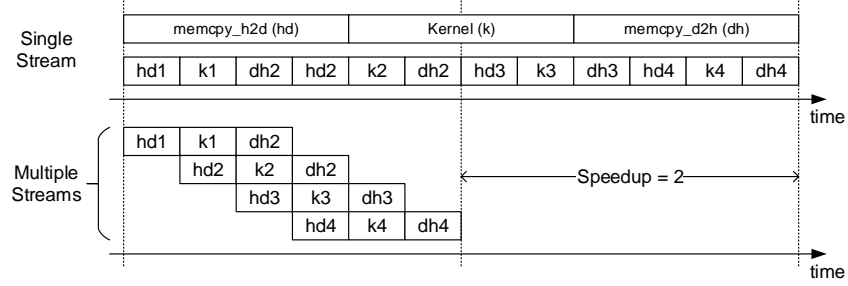 memcpy_h2d (hd) Kernel (k) memcpy_d2h (dh)
Single
Stream
hd1 k1 dh2 hd2 k2 dh2 hd3 k3 dh3 hd4 k4 dh4
time
hd1 k1 dh2
hd2 k2 dh2
Multiple
Streams
Speedup = 2
hd3 k3 dh3
hd4 k4 dh4
time